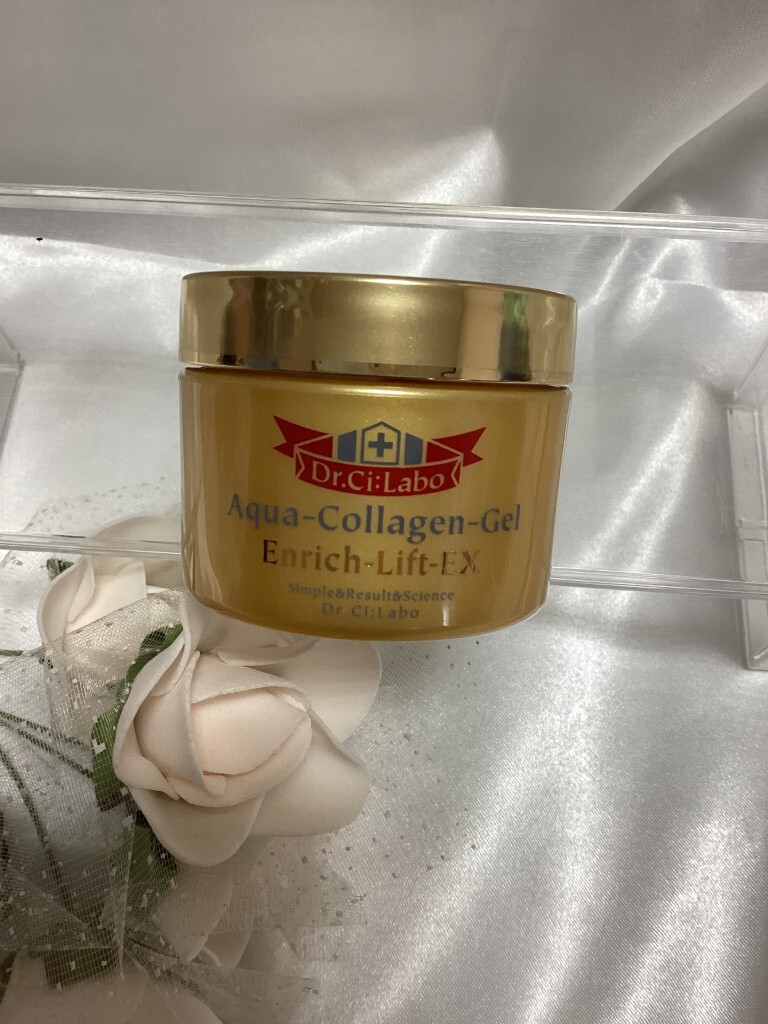 Dr.Ci:Labo
Aqua-Collagen-Gel
Enrich-Lift-EX
Simple&Result&Science
Dr.Ci:Labo